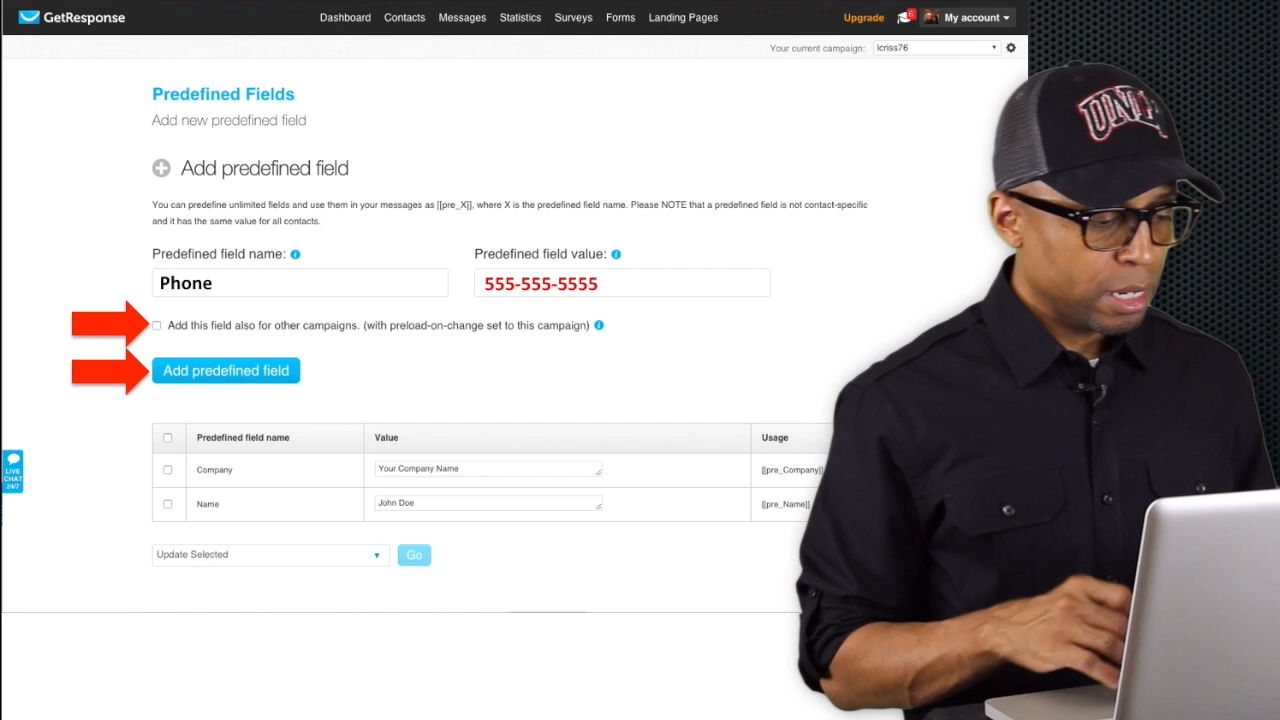 GetResponse
Dashboard Contacts Messages Statistics Surveys Forms Landing Pages
Upgrade 6 My account
Your current campaign: lcriss76
Predefined Fields
Add new predefined field
Add predefined field
You can predefine unlimited fields and use them in your messages as [[pre_X]], where X is the predefined field name. Please NOTE that a predefined field is not contact-specific
and it has the same value for all contacts.
Predefined field name: Predefined field value:
Phone 555-555-5555
Add this field also for other campaigns. (with preload-on-change set to this campaign)
Add predefined field
Predefined field name Value Usage
Company Your Company Name [[pre_Company]]
Name John Doe [[pre_Name]]
Update Selected Go
LIVE
CHAT
24/7